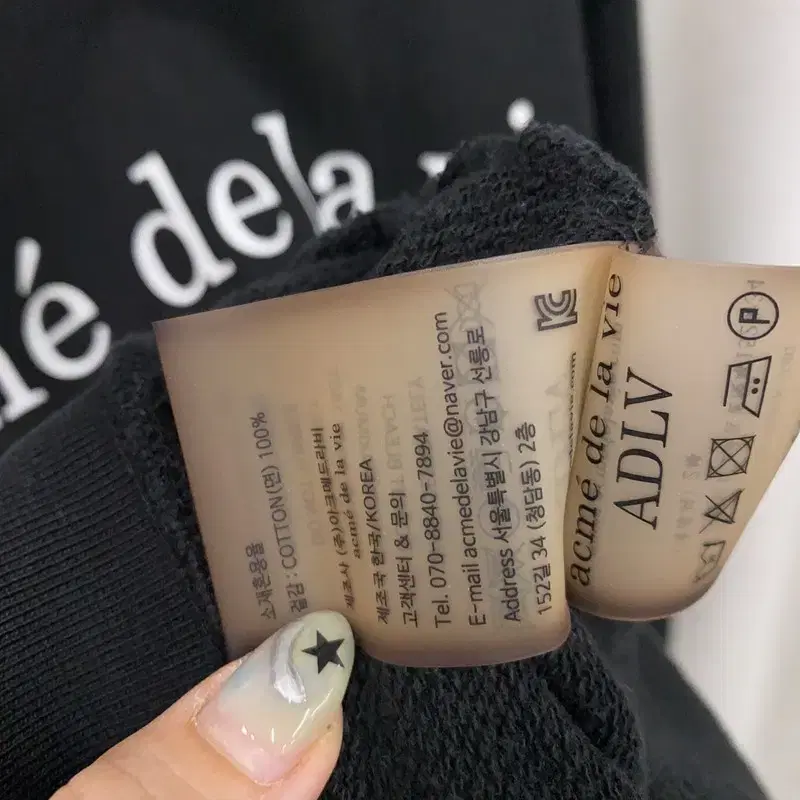 acmé de la vi
소재혼용율
겉감 : COTTON(면) 100%
제조사 (주)아크메드라비
acmé de la vie
제조국 한국/KOREA
고객센터 & 문의
Tel. 070-8840-7894
E-mail acmedelavie@naver.com
Address 서울특별시 강남구 선릉로
152길 34 (청담동) 2층
acmé de la vie
ADLV
P